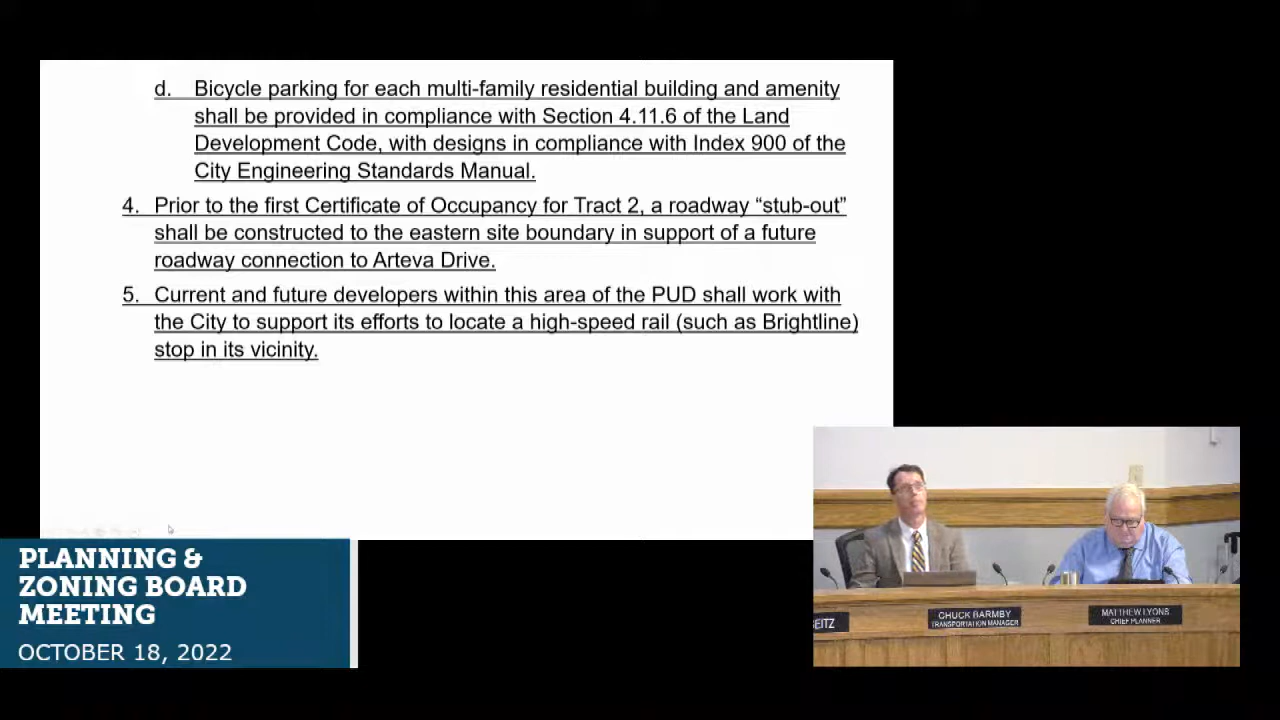 d. Bicycle parking for each multi-family residential building and amenity
shall be provided in compliance with Section 4.11.6 of the Land
Development Code, with designs in compliance with Index 900 of the
City Engineering Standards Manual.
4. Prior to the first Certificate of Occupancy for Tract 2, a roadway “stub-out”
shall be constructed to the eastern site boundary in support of a future
roadway connection to Arteva Drive.
5. Current and future developers within this area of the PUD shall work with
the City to support its efforts to locate a high-speed rail (such as Brightline)
stop in its vicinity.
PLANNING &
ZONING BOARD
MEETING
OCTOBER 18, 2022
EITZ
CHUCK BARMBY
TRANSPORTATION MANAGER
MATTHEW LYONS
CHIEF PLANNER